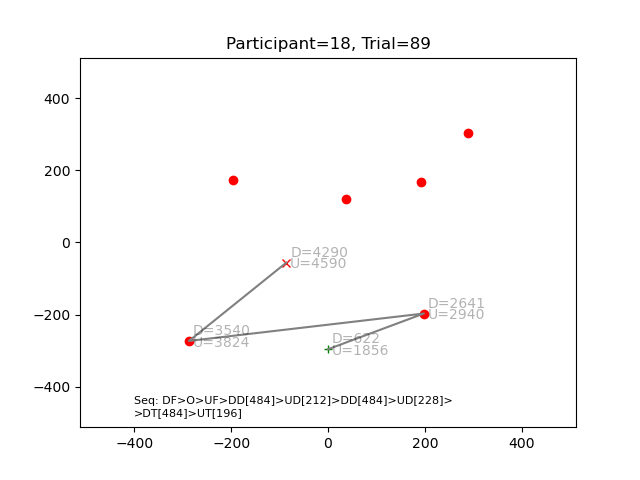 Participant=18, Trial=89
400
200
0
−200
−400
D=4290
U=4590
D=2641
U=2940
D=3540
U=3824
D=622
U=1856
Seq: DF>O>UF>DD[484]>UD[212]>DD[484]>UD[228]>
>DT[484]>UT[196]
−400
−200
0
200
400